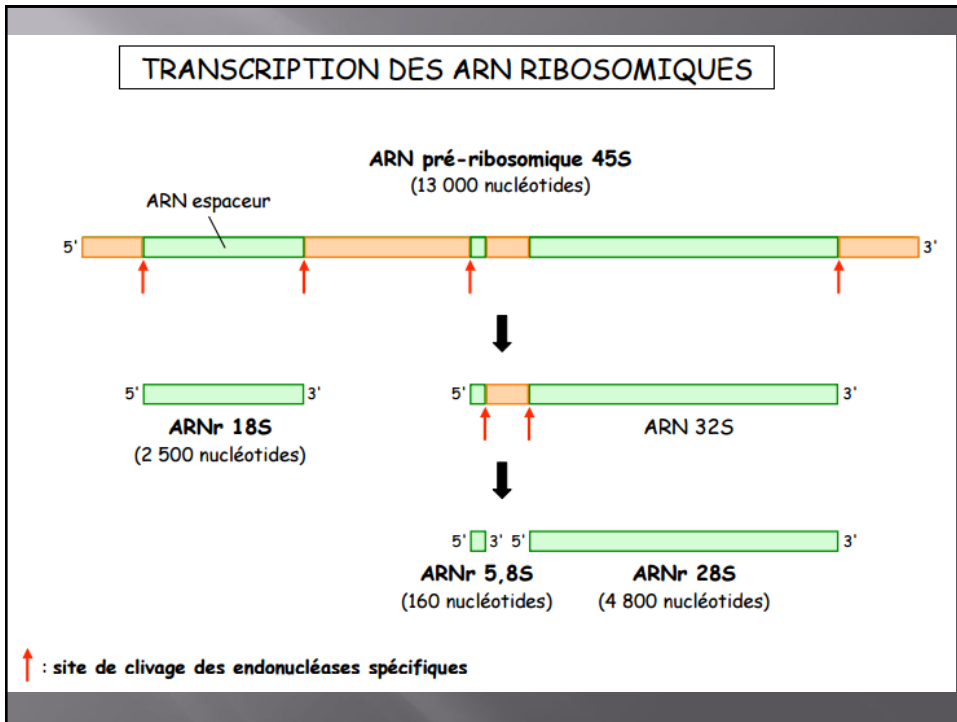 TRANSCRIPTION DES ARN RIBOSOMIQUES
ARN pré-ribosomique 45S
(13 000 nucléotides)
ARN espaceur
5' 3'
5' 3' 5' 3'
ARNr 18S ARN 32S
(2 500 nucléotides)
5' 3' 5' 3'
ARNr 5,8S ARNr 28S
(160 nucléotides) (4 800 nucléotides)
: site de clivage des endonucléases spécifiques